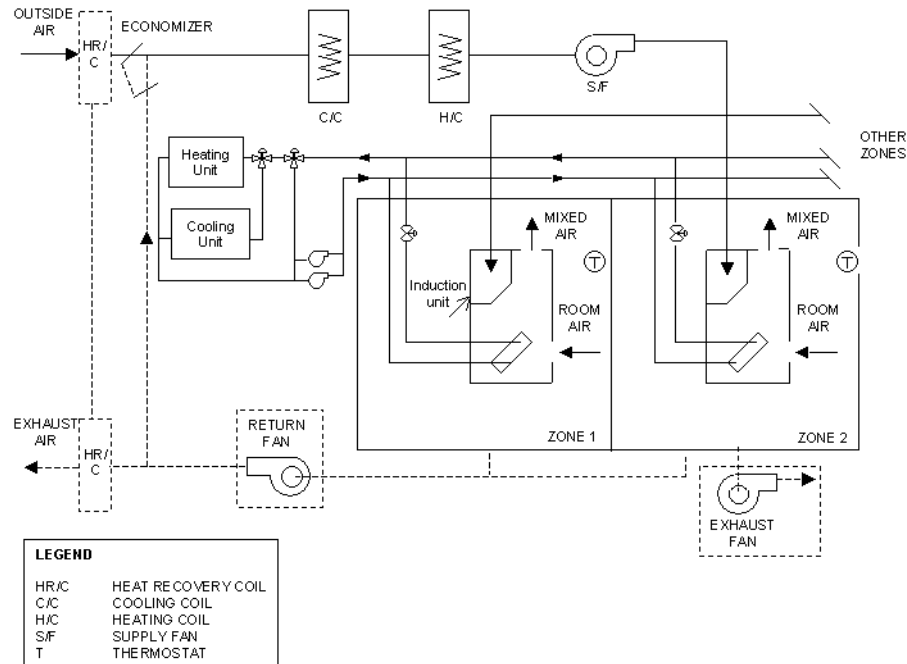 OUTSIDE
AIR
ECONOMIZER
HR/
C
C/C
H/C
S/F
OTHER
ZONES
Heating
Unit
Cooling
Unit
MIXED
AIR
T
Induction
unit
ROOM
AIR
ZONE 1
MIXED
AIR
T
ROOM
AIR
ZONE 2
EXHAUST
AIR
HR/
C
RETURN
FAN
EXHAUST
FAN
LEGEND
HR/C HEAT RECOVERY COIL
C/C COOLING COIL
H/C HEATING COIL
S/F SUPPLY FAN
T THERMOSTAT